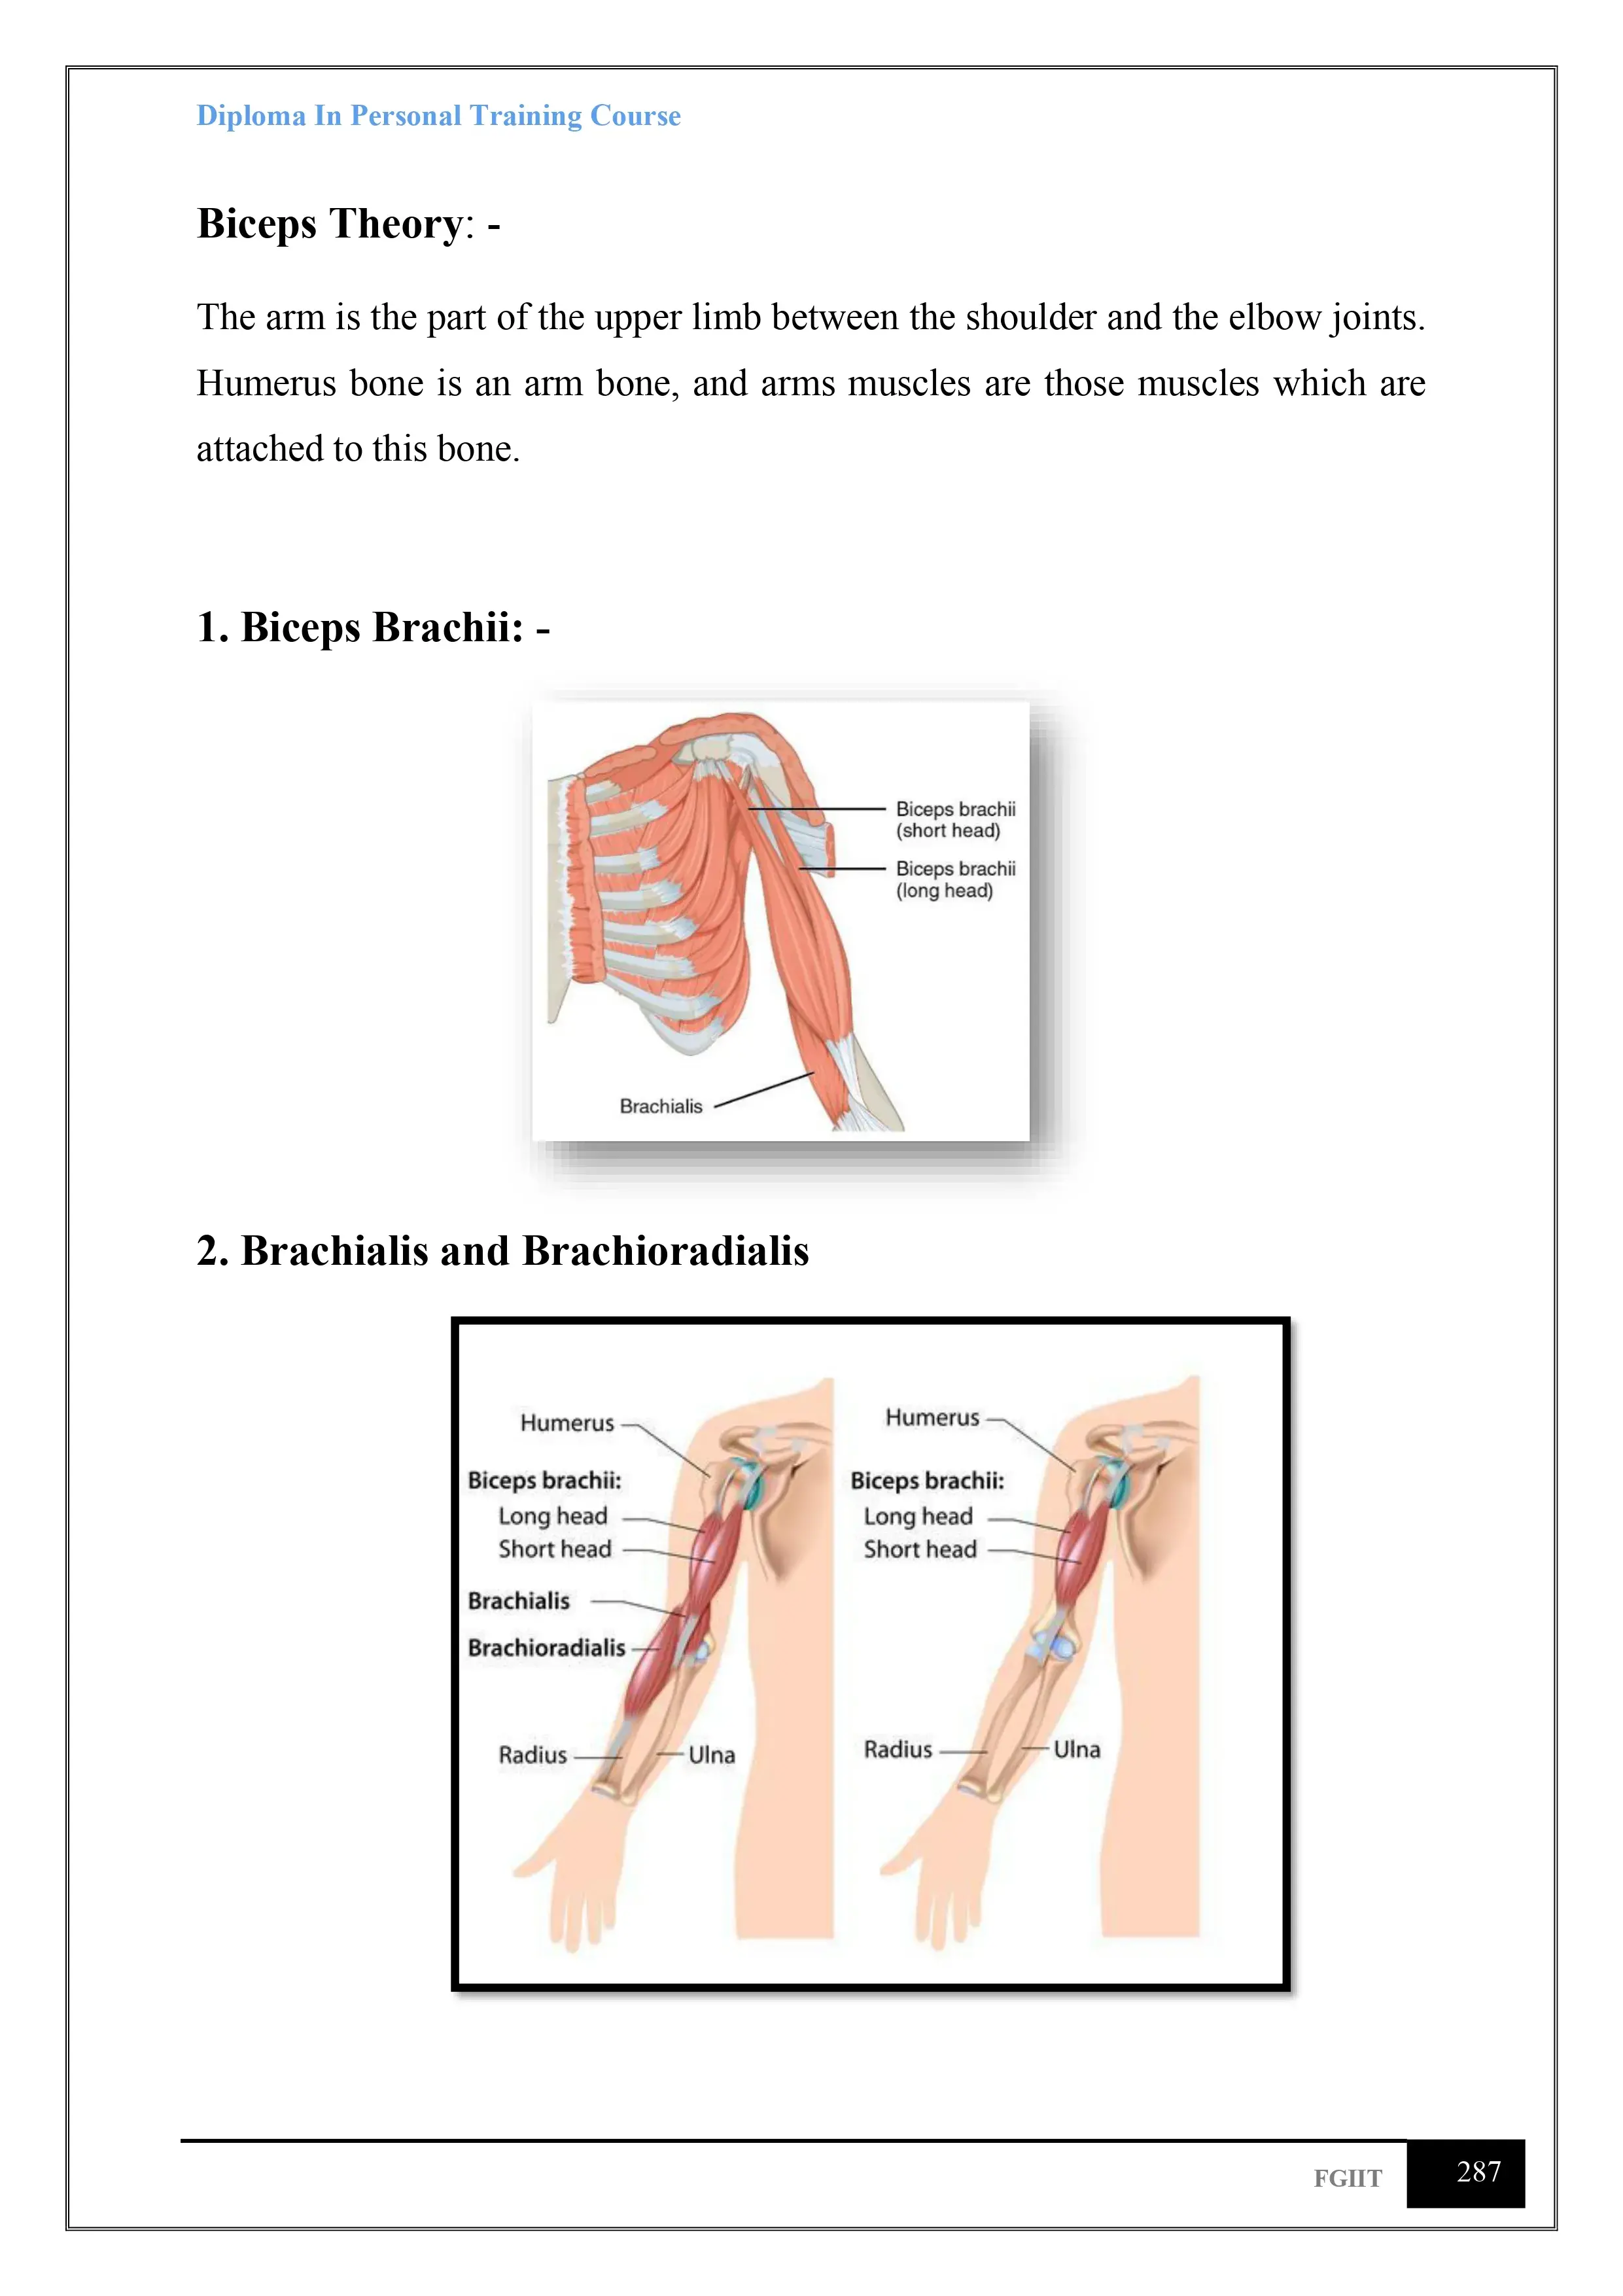 Diploma In Personal Training Course
Biceps Theory: -
The arm is the part of the upper limb between the shoulder and the elbow joints.
Humerus bone is an arm bone, and arms muscles are those muscles which are
attached to this bone.
1. Biceps Brachii: -
Biceps brachii
(short head)
Biceps brachii
(long head)
Brachialis
2. Brachialis and Brachioradialis
Humerus
Biceps brachii:
Long head
Short head
Brachialis
Brachioradialis
Radius
Ulna
Humerus
Biceps brachii:
Long head
Short head
Radius
Ulna
FGIIT
287